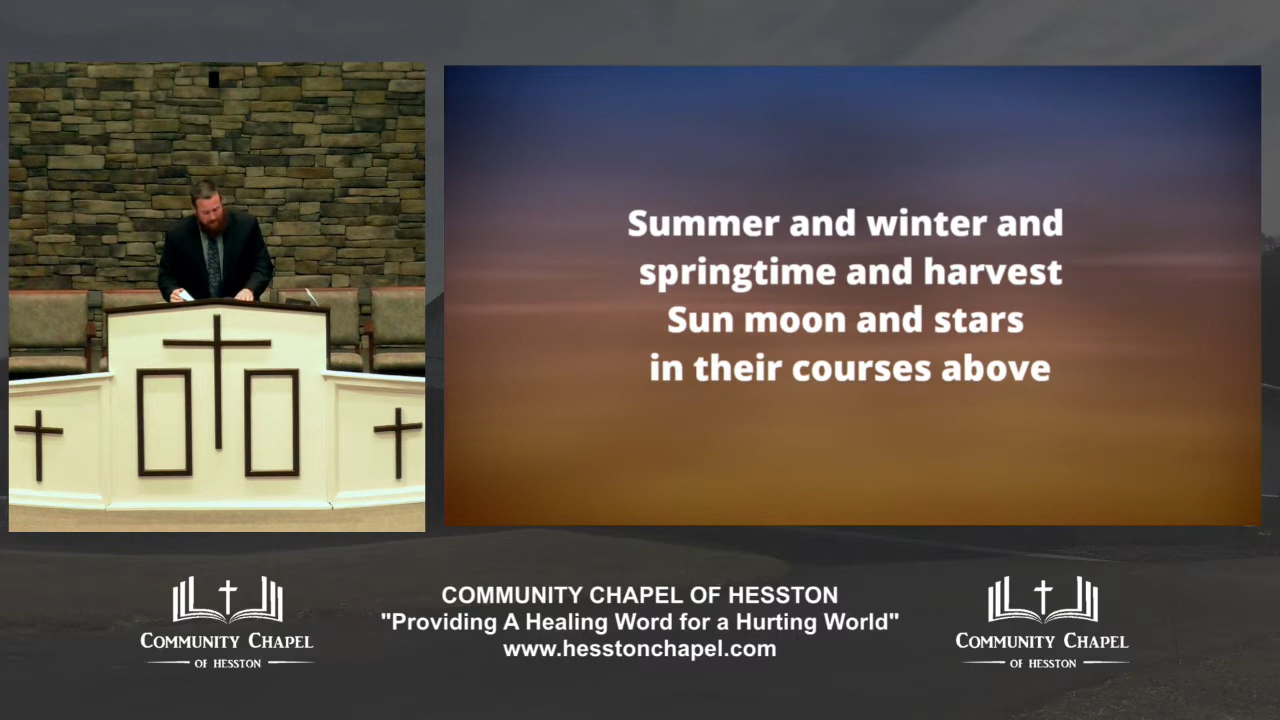 Summer and winter and
springtime and harvest
Sun moon and stars
in their courses above
COMMUNITY CHAPEL
OF HESSTON
COMMUNITY CHAPEL OF HESSTON
"Providing A Healing Word for a Hurting World"
www.hesstonchapel.com
COMMUNITY CHAPEL
OF HESSTON